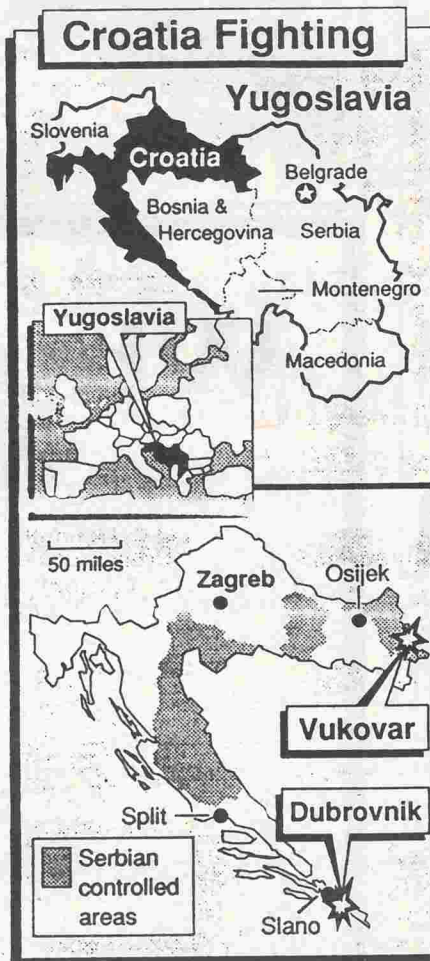 Croatia Fighting
Yugoslavia
Slovenia
Croatia
Belgrade
Bosnia &
Hercegovina
Serbia
Montenegro
Yugoslavia
Macedonia
50 miles
Zagreb
Osijek
Vukovar
Dubrovnik
Split
Serbian
controlled
areas
Slano